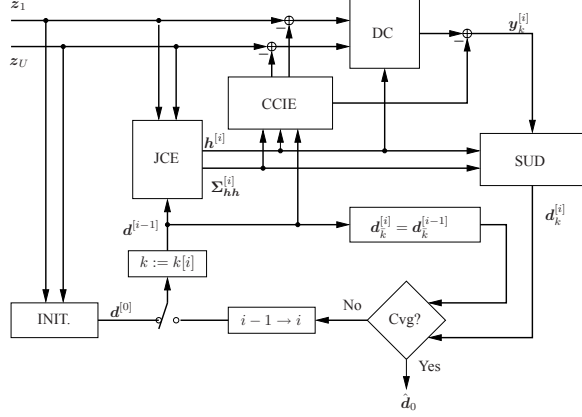 z_1
y_k^{[i]}
DC
z_U
CCIE
h^{[i]}
JCE
SUD
Σ_{hh}^{[i]}
d^{[i-1]}
d_k^{[i]}
d_{\bar{k}}^{[i]} = d_{\bar{k}}^{[i-1]}
k := k[i]
d^{[0]}
No
INIT.
i − 1 → i
Cvg?
Yes
\hat{d}_0